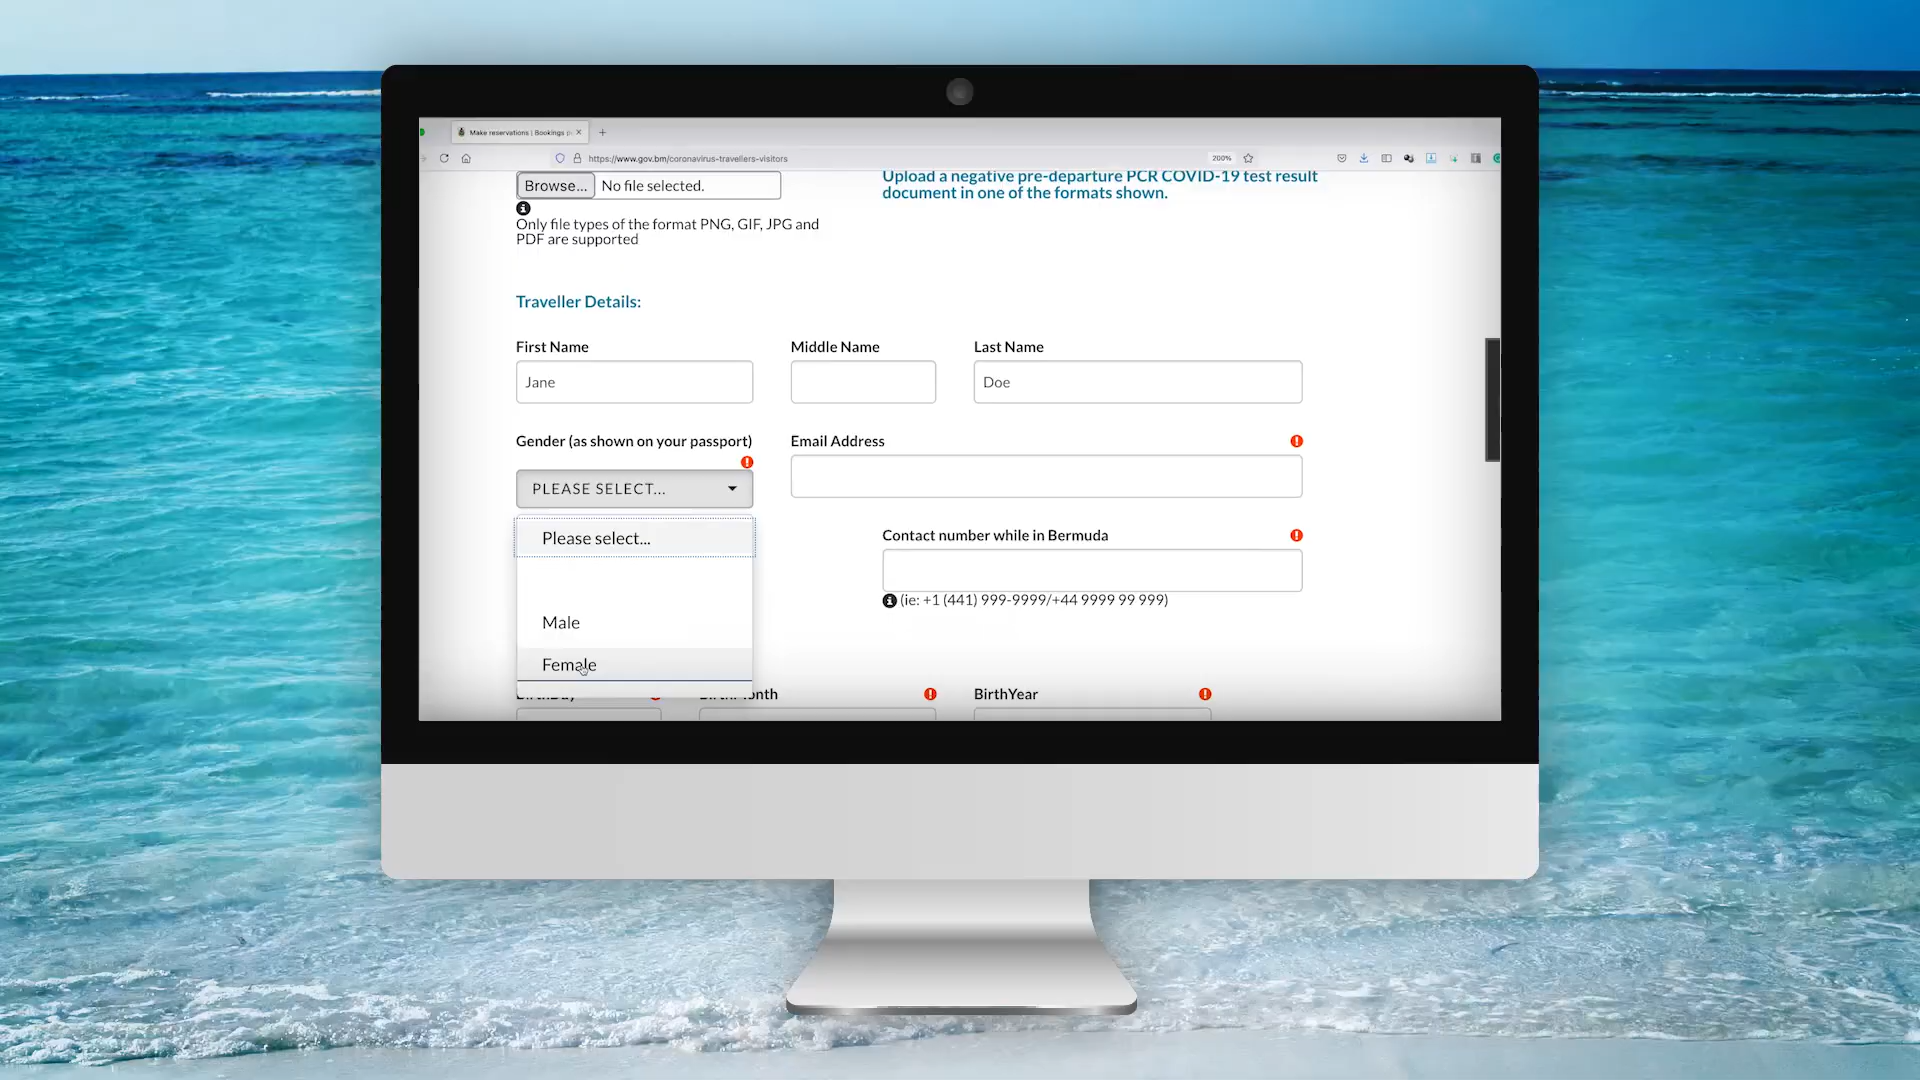 Make reservations | Bookings
https://www.gov.bm/coronavirus-travellers-visitors
200%
Browse... No file selected.
Upload a negative pre-departure PCR COVID-19 test result
document in one of the formats shown.
Only file types of the format PNG, GIF, JPG and
PDF are supported
Traveller Details:
First Name
Middle Name
Last Name
Jane
Doe
Gender (as shown on your passport)
Email Address
PLEASE SELECT...
Please select...
Contact number while in Bermuda
(ie: +1 (441) 999-9999/+44 9999 99 999)
Male
Female
BirthYear